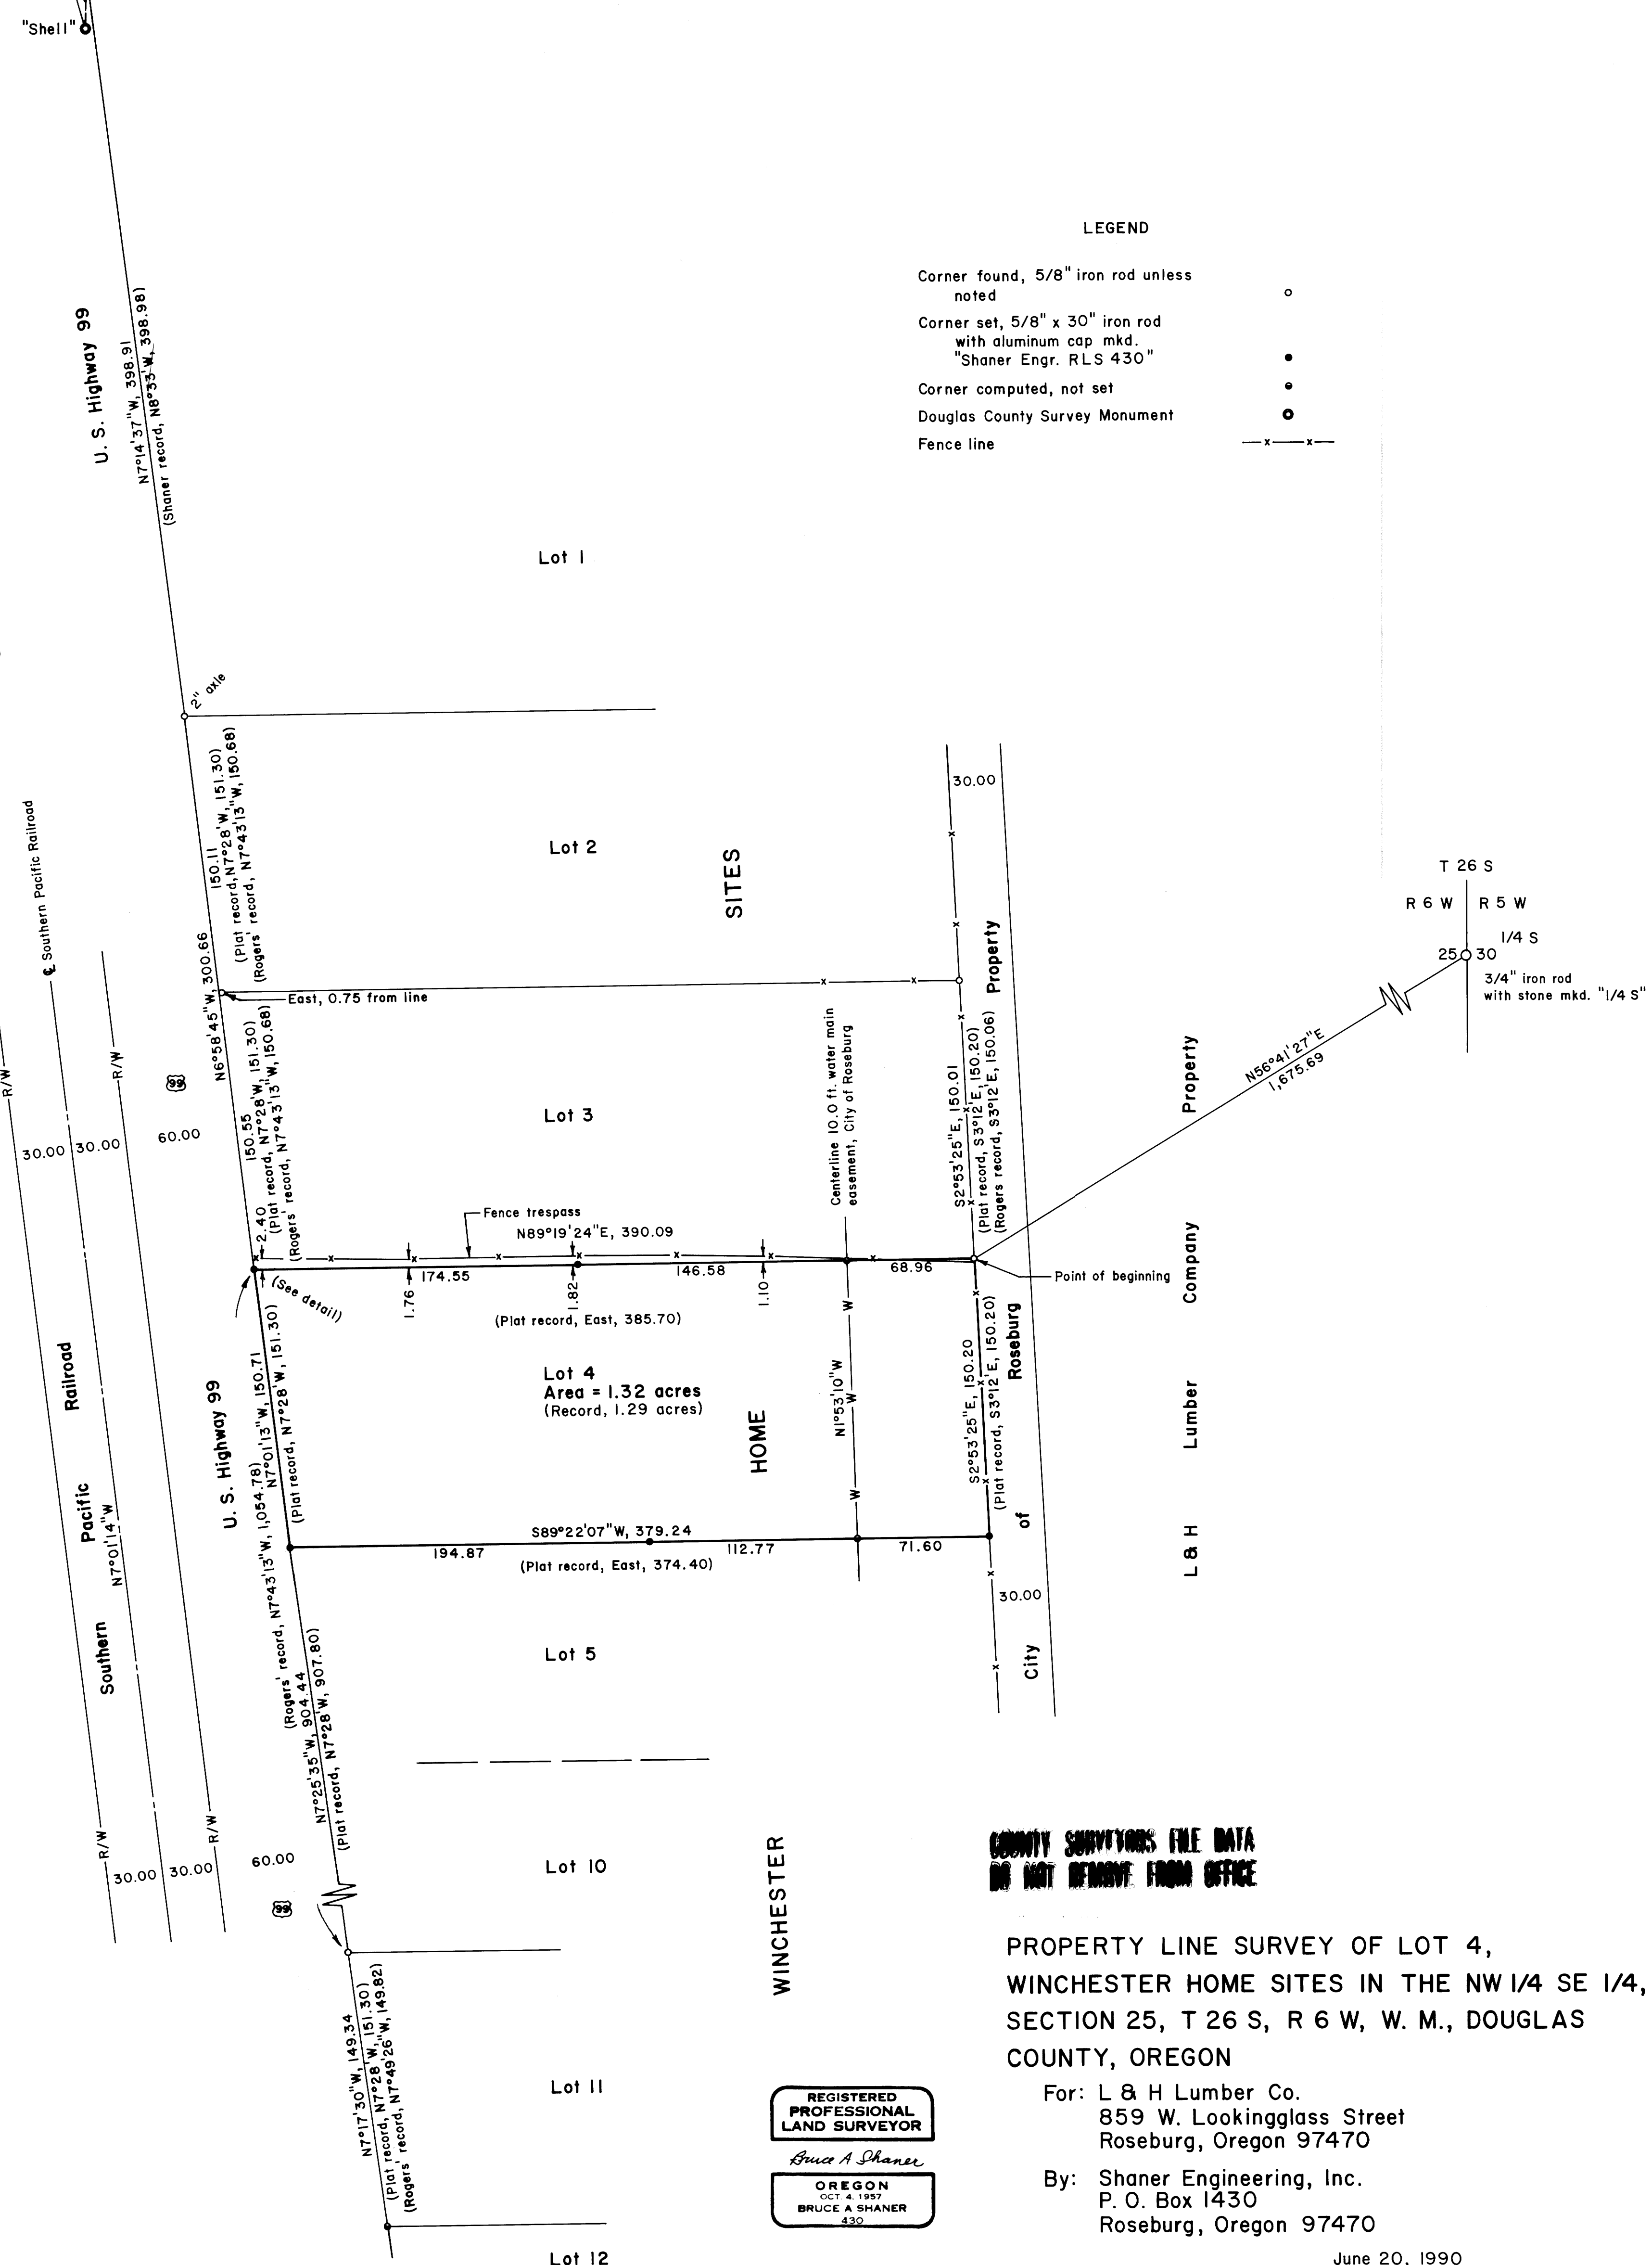 "Shell"
U. S. Highway 99
N7°14'37"W, 398.91
(Shaner record, N8°33'W, 398.98)
LEGEND
Corner found, 5/8" iron rod unless
noted
Corner set, 5/8" x 30" iron rod
with aluminum cap mkd.
"Shaner Engr. RLS 430"
Corner computed, not set
Douglas County Survey Monument
Fence line
x x
Lot 1
2" axle
150.11
(Plat record, N7°28'W, 151.30)
(Rogers' record, N7°43'13"W, 150.68)
30.00
Lot 2
SITES
T 26 S
R 6 W R 5 W
1/4 S
25 30
3/4" iron rod
with stone mkd. "1/4 S"
℄ Southern Pacific Railroad
N6°58'45"W, 300.66
East, 0.75 from line
Property
Centerline 10.0 ft. water main
easement, City of Roseburg
N56°41'27"E
1,675.69
R/W
R/W
99
30.00 30.00 60.00
150.55
(Plat record, N7°28'W, 151.30)
(Rogers' record, N7°43'13"W, 150.68)
Lot 3
S2°53'25"E, 150.01
(Plat record, S3°12'E, 150.20)
(Rogers record, S3°12'E, 150.06)
Property
2.40
Fence trespass
N89°19'24"E, 390.09
174.55
146.58
68.96
Point of beginning
(See detail)
1.76
1.82
1.10
(Plat record, East, 385.70)
Company
W
Lot 4
Area = 1.32 acres
(Record, 1.29 acres)
N7°01'13"W, 150.71
(Plat record, N7°28'W, 151.30)
(Rogers' record, N7°43'13"W, 1,054.78)
U. S. Highway 99
Railroad
Pacific
Southern
N7°01'14"W
HOME
N1°53'10"W
W
W
S2°53'25"E, 150.20
(Plat record, S3°12'E, 150.20)
Roseburg
of
City
Lumber
L & H
S89°22'07"W, 379.24
194.87
112.77
71.60
(Plat record, East, 374.40)
30.00
Lot 5
N7°25'35"W, 904.44
(Plat record, N7°28'W, 907.80)
R/W
R/W
30.00 30.00 60.00
99
Lot 10
WINCHESTER
COUNTY SURVEYORS FILE DATA
DO NOT REMOVE FROM OFFICE
N7°17'30"W, 149.34
(Plat record, N7°28'W, 151.30)
(Rogers' record, N7°49'26"W, 149.82)
Lot 11
Lot 12
REGISTERED
PROFESSIONAL
LAND SURVEYOR
Bruce A Shaner
OREGON
OCT. 4, 1957
BRUCE A SHANER
430
PROPERTY LINE SURVEY OF LOT 4,
WINCHESTER HOME SITES IN THE NW 1/4 SE 1/4,
SECTION 25, T 26 S, R 6 W, W. M., DOUGLAS
COUNTY, OREGON
For: L & H Lumber Co.
859 W. Lookingglass Street
Roseburg, Oregon 97470
By: Shaner Engineering, Inc.
P. O. Box 1430
Roseburg, Oregon 97470
June 20, 1990